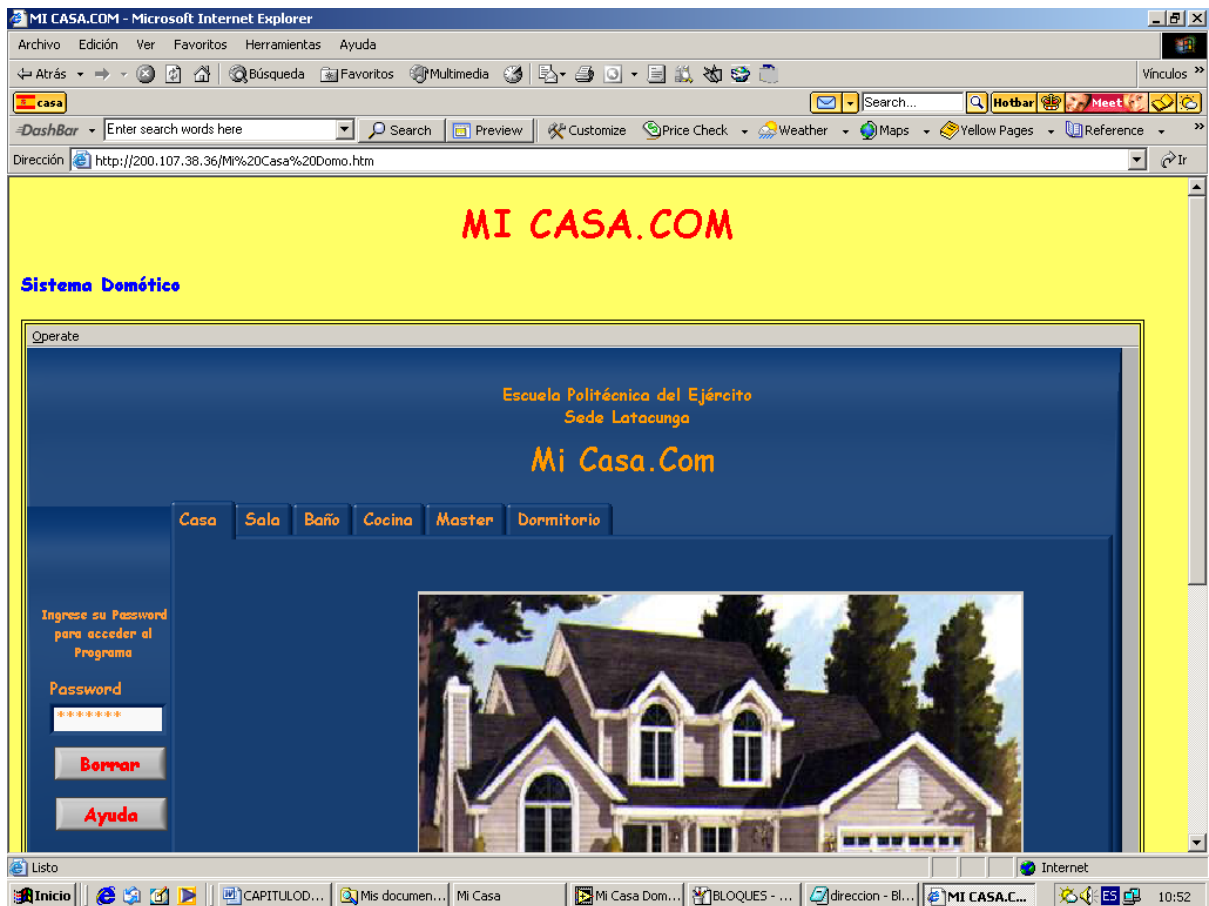 MI CASA.COM - Microsoft Internet Explorer
Archivo Edición Ver Favoritos Herramientas Ayuda
Atrás Búsqueda Favoritos Multimedia Vínculos »
casa Search... Hotbar Meet
DashBar Enter search words here Search Preview Customize Price Check Weather Maps Yellow Pages Reference »
Dirección http://200.107.38.36/Mi%20Casa%20Domo.htm Ir
MI CASA.COM
Sistema Domótico
Operate
Escuela Politécnica del Ejército
Sede Latacunga
Mi Casa.Com
Casa Sala Baño Cocina Master Dormitorio
Ingrese su Password
para acceder al
Programa
Password
*******
Borrar
Ayuda
Listo Internet
Inicio CAPITULOD... Mis documen... Mi Casa Mi Casa Dom... BLOQUES - ... direccion - Bl... MI CASA.C... ES 10:52